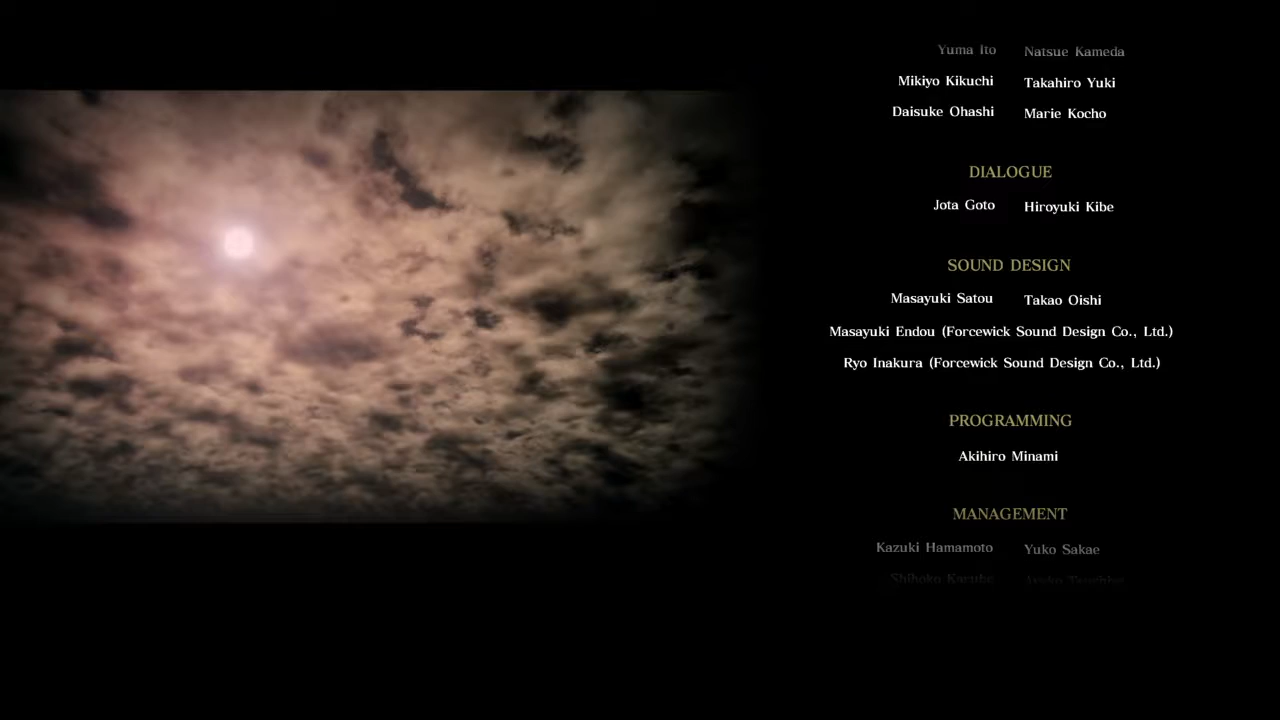 Yuma Ito Natsue Kameda
Mikiyo Kikuchi Takahiro Yuki
Daisuke Ohashi Marie Kocho
DIALOGUE
Jota Goto Hiroyuki Kibe
SOUND DESIGN
Masayuki Satou Takao Oishi
Masayuki Endou (Forcewick Sound Design Co., Ltd.)
Ryo Inakura (Forcewick Sound Design Co., Ltd.)
PROGRAMMING
Akihiro Minami
MANAGEMENT
Kazuki Hamamoto Yuko Sakae
Shihoko